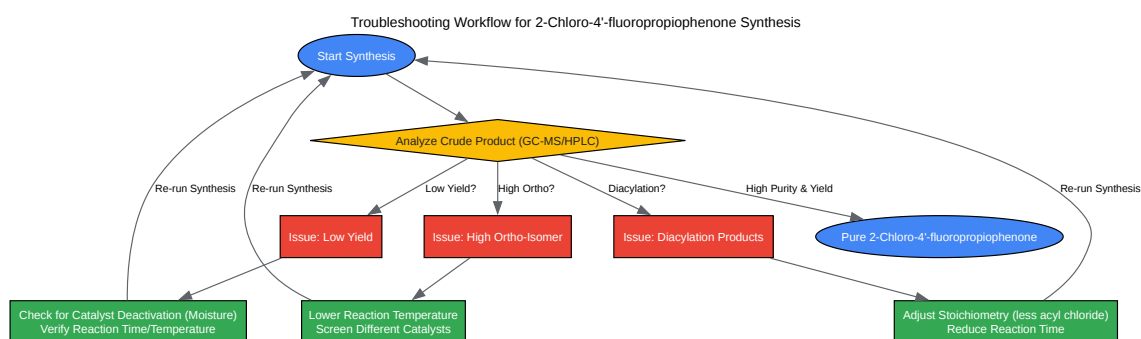 Troubleshooting Workflow for 2-Chloro-4'-fluoropropiophenone Synthesis
Start Synthesis
Analyze Crude Product (GC-MS/HPLC)
Re-run Synthesis
Re-run Synthesis
Low Yield?
High Ortho?
Diacylation?
High Purity & Yield
Re-run Synthesis
Issue: Low Yield
Issue: High Ortho-Isomer
Issue: Diacylation Products
Pure 2-Chloro-4'-fluoropropiophenone
Check for Catalyst Deactivation (Moisture)
Verify Reaction Time/Temperature
Lower Reaction Temperature
Screen Different Catalysts
Adjust Stoichiometry (less acyl chloride)
Reduce Reaction Time